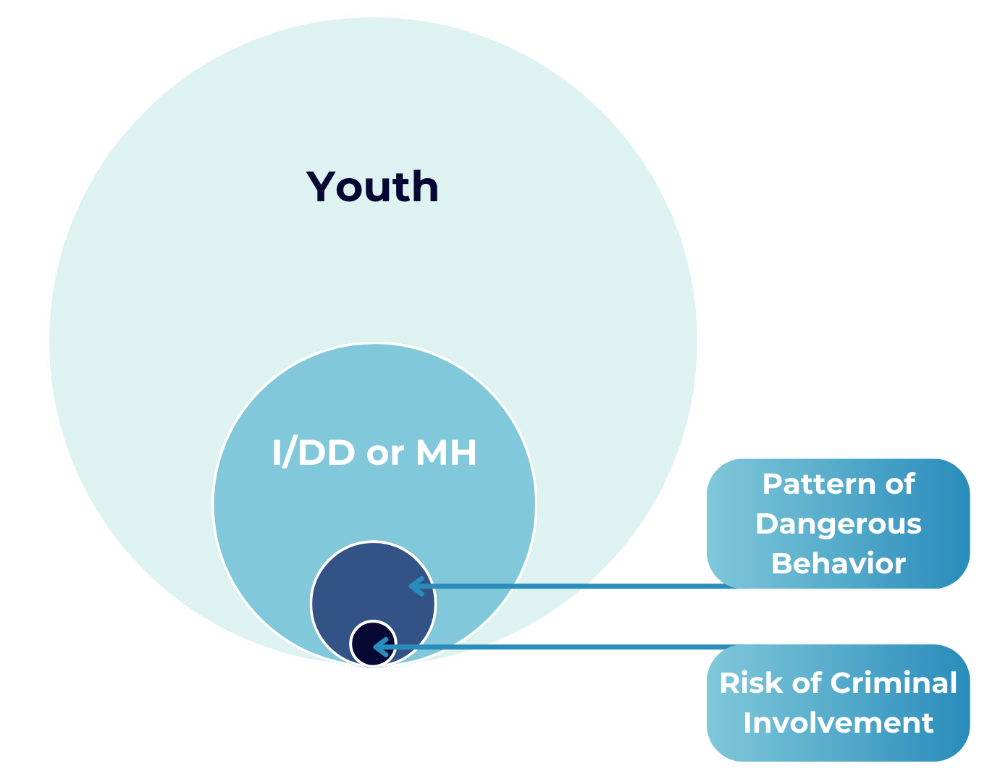 Youth
I/DD or MH
Pattern of
Dangerous
Behavior
Risk of Criminal
Involvement